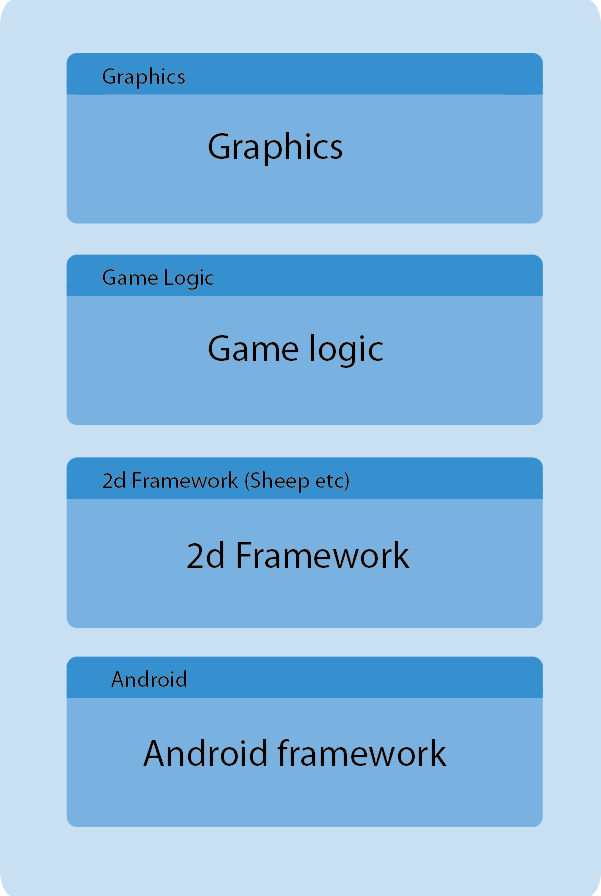 Graphics
Graphics
Game Logic
Game logic
2d Framework (Sheep etc)
2d Framework
Android
Android framework